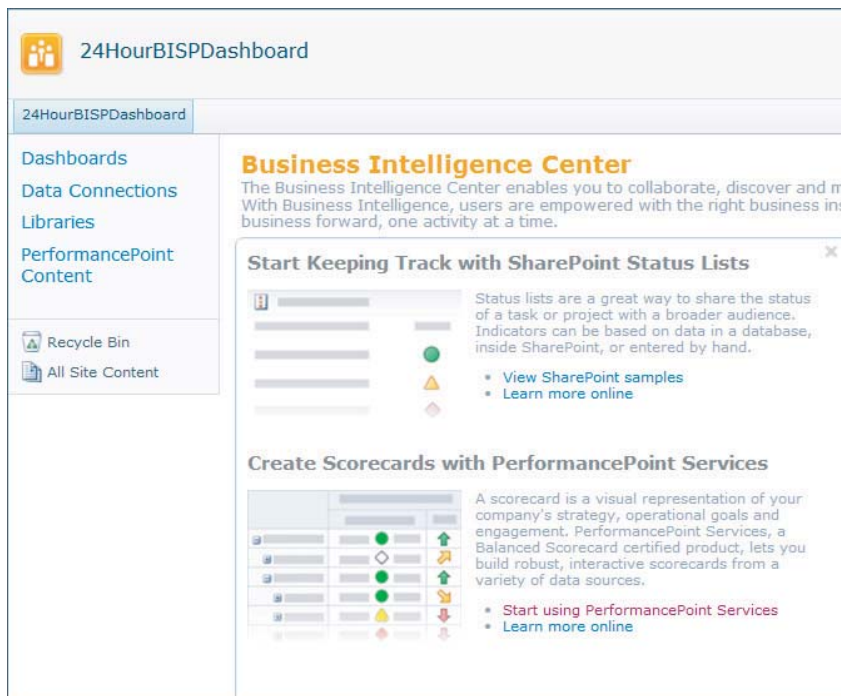 24HourBISPDashboard
24HourBISPDashboard
Dashboards
Data Connections
Libraries
PerformancePoint
Content
Recycle Bin
All Site Content
Business Intelligence Center
The Business Intelligence Center enables you to collaborate, discover and
With Business Intelligence, users are empowered with the right business
business forward, one activity at a time.
Start Keeping Track with SharePoint Status Lists
Status lists are a great way to share the status
of a task or project with a broader audience.
Indicators can be based on data in a database,
inside SharePoint, or entered by hand.
• View SharePoint samples
• Learn more online
Create Scorecards with PerformancePoint Services
A scorecard is a visual representation of your
company's strategy, operational goals and
engagement. PerformancePoint Services, a
Balanced Scorecard certified product, lets you
build robust, interactive scorecards from a
variety of data sources.
• Start using PerformancePoint Services
• Learn more online